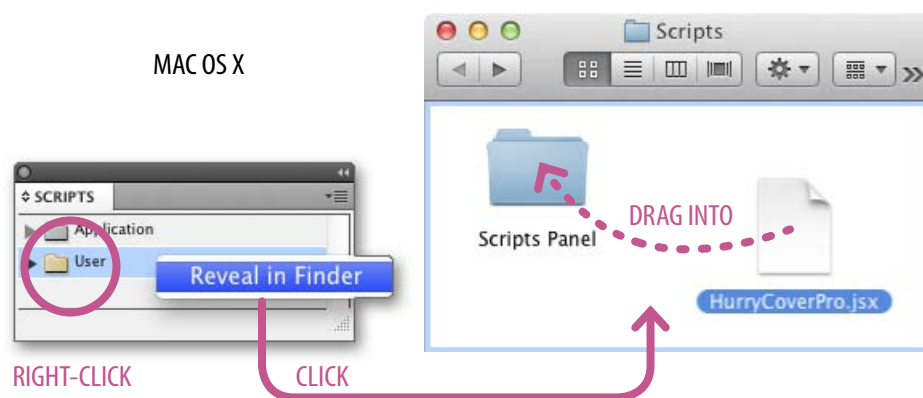 MAC OS X
SCRIPTS
Application
User
Reveal in Finder
RIGHT-CLICK
CLICK
Scripts
Scripts Panel
DRAG INTO
HurryCoverPro.jsx